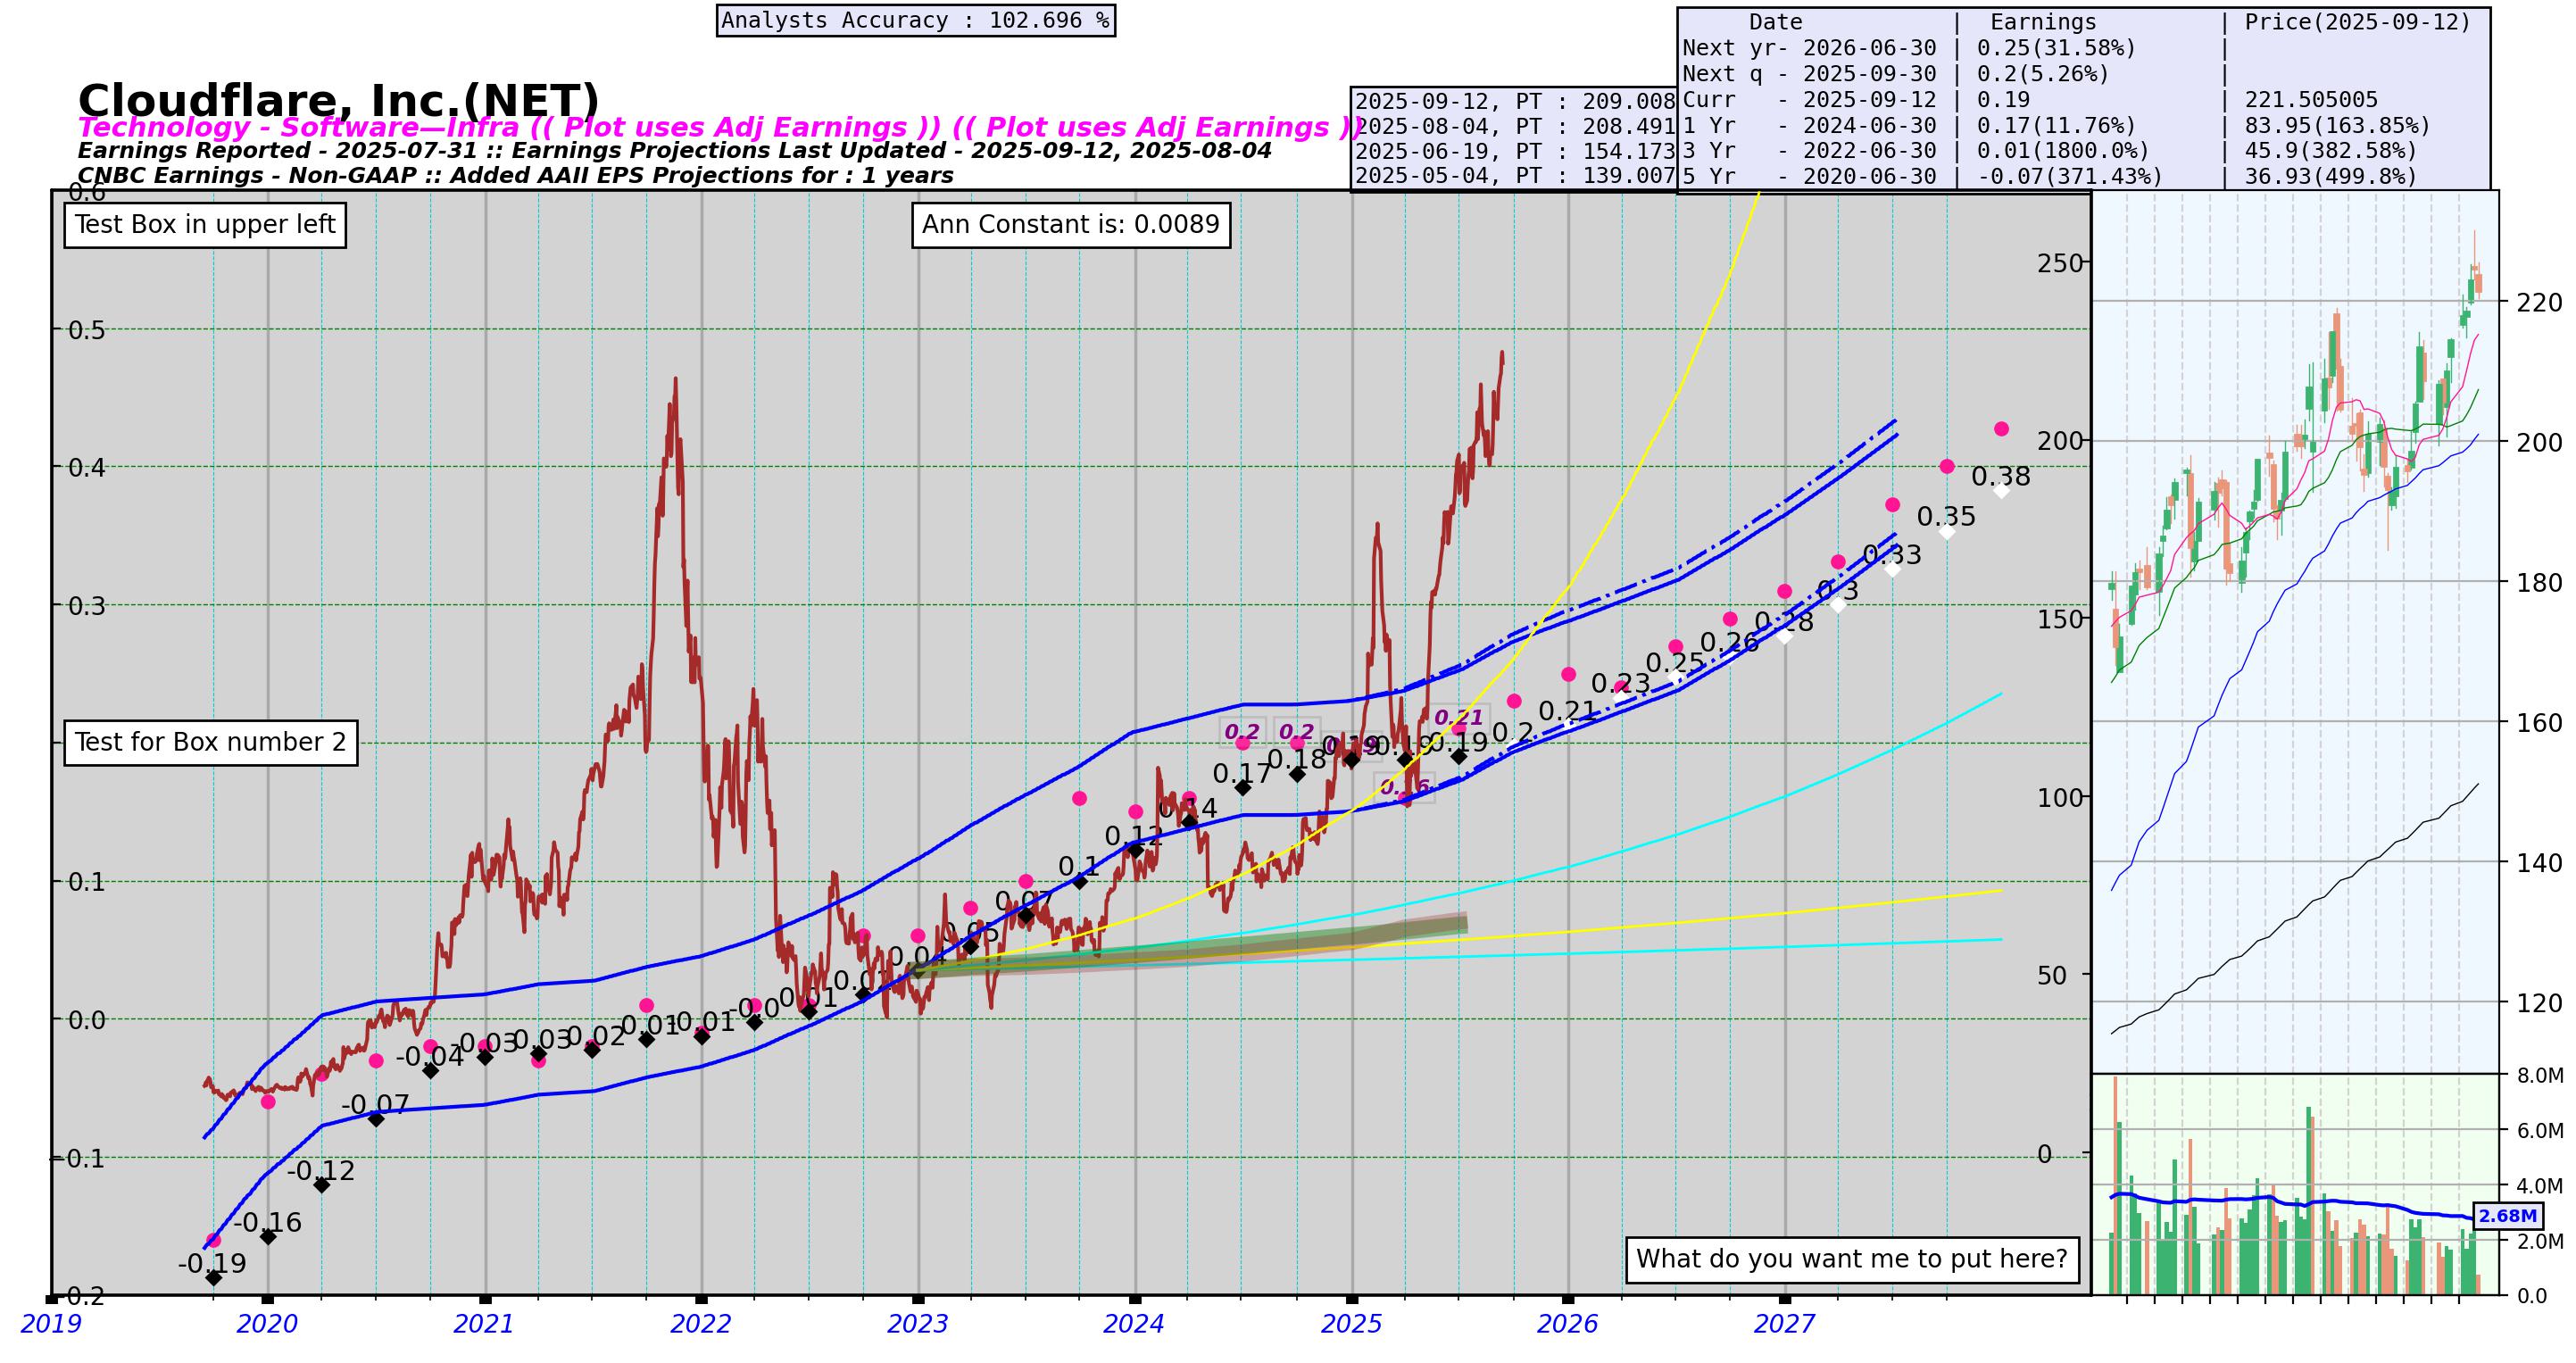 Analysts Accuracy : 102.696 %
Date | Earnings | Price(2025-09-12)
Next yr- 2026-06-30 | 0.25(31.58%) |
Next q - 2025-09-30 | 0.2(5.26%) |
Curr - 2025-09-12 | 0.19 | 221.505005
1 Yr - 2024-06-30 | 0.17(11.76%) | 83.95(163.85%)
3 Yr - 2022-06-30 | 0.01(1800.0%) | 45.9(382.58%)
5 Yr - 2020-06-30 | -0.07(371.43%) | 36.93(499.8%)
Cloudflare, Inc.(NET)
Technology - Software—Infra (( Plot uses Adj Earnings )) (( Plot uses Adj Earnings ))
Earnings Reported - 2025-07-31 :: Earnings Projections Last Updated - 2025-09-12, 2025-08-04
CNBC Earnings - Non-GAAP :: Added AAII EPS Projections for : 1 years
2025-09-12, PT : 209.008
2025-08-04, PT : 208.491
2025-06-19, PT : 154.173
2025-05-04, PT : 139.007
Test Box in upper left
Ann Constant is: 0.0089
Test for Box number 2
What do you want me to put here?
0.6
0.5
0.4
0.3
0.1
0.0
-0.1
-0.2
-0.19
-0.16
-0.12
-0.07
-0.04
-0.03
-0.03
-0.02
-0.01
-0.01
-0.0
0.01
0.04
0.05
0.07
0.1
0.12
0.14
0.17
0.18
0.19
0.19
0.19
0.2
0.21
0.23
0.25
0.26
0.28
0.3
0.33
0.35
0.38
0.2
0.2
0.16
0.21
250
200
150
100
50
0
220
200
180
160
140
120
8.0M
6.0M
4.0M
2.68M
2.0M
0.0
2019
2020
2021
2022
2023
2024
2025
2026
2027